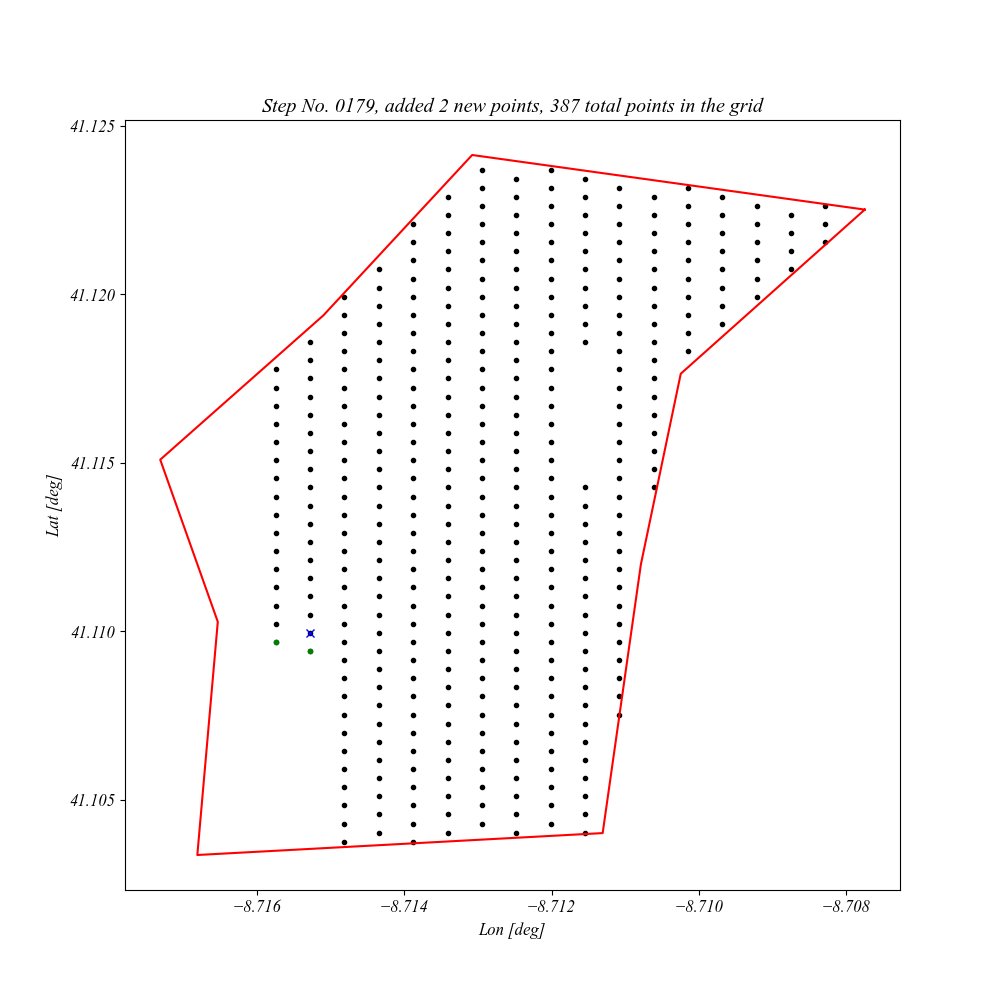 Step No. 0179, added 2 new points, 387 total points in the grid
41.125
41.120
41.115
41.110
41.105
Lat [deg]
−8.716 −8.714 −8.712 −8.710 −8.708
Lon [deg]